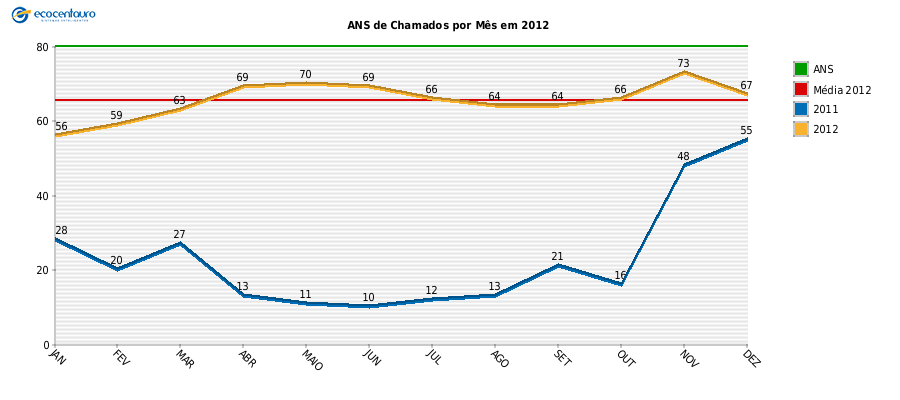 ecocentauro
ANS de Chamados por Mês em 2012
80
60
40
20
0
56 59 63 69 70 69 66 64 64 66 73 67
28 20 27 13 11 10 12 13 21 16 48 55
JAN FEV MAR ABR MAIO JUN JUL AGO SET OUT NOV DEZ
ANS
Média 2012
2011
2012